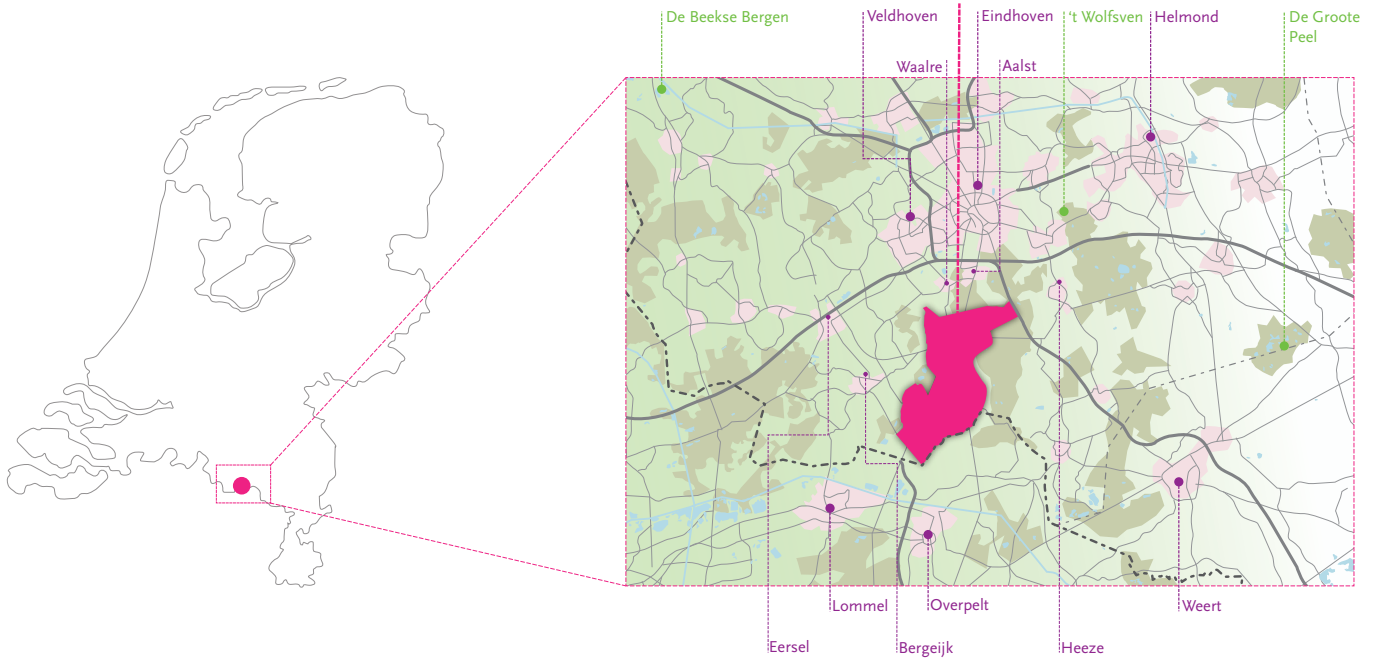 De Beekse Bergen
Veldhoven
Eindhoven
‘t Wolfsven
Helmond
De Groote
Peel
Waalre
Aalst
Lommel
Overpelt
Weert
Eersel
Bergeijk
Heeze